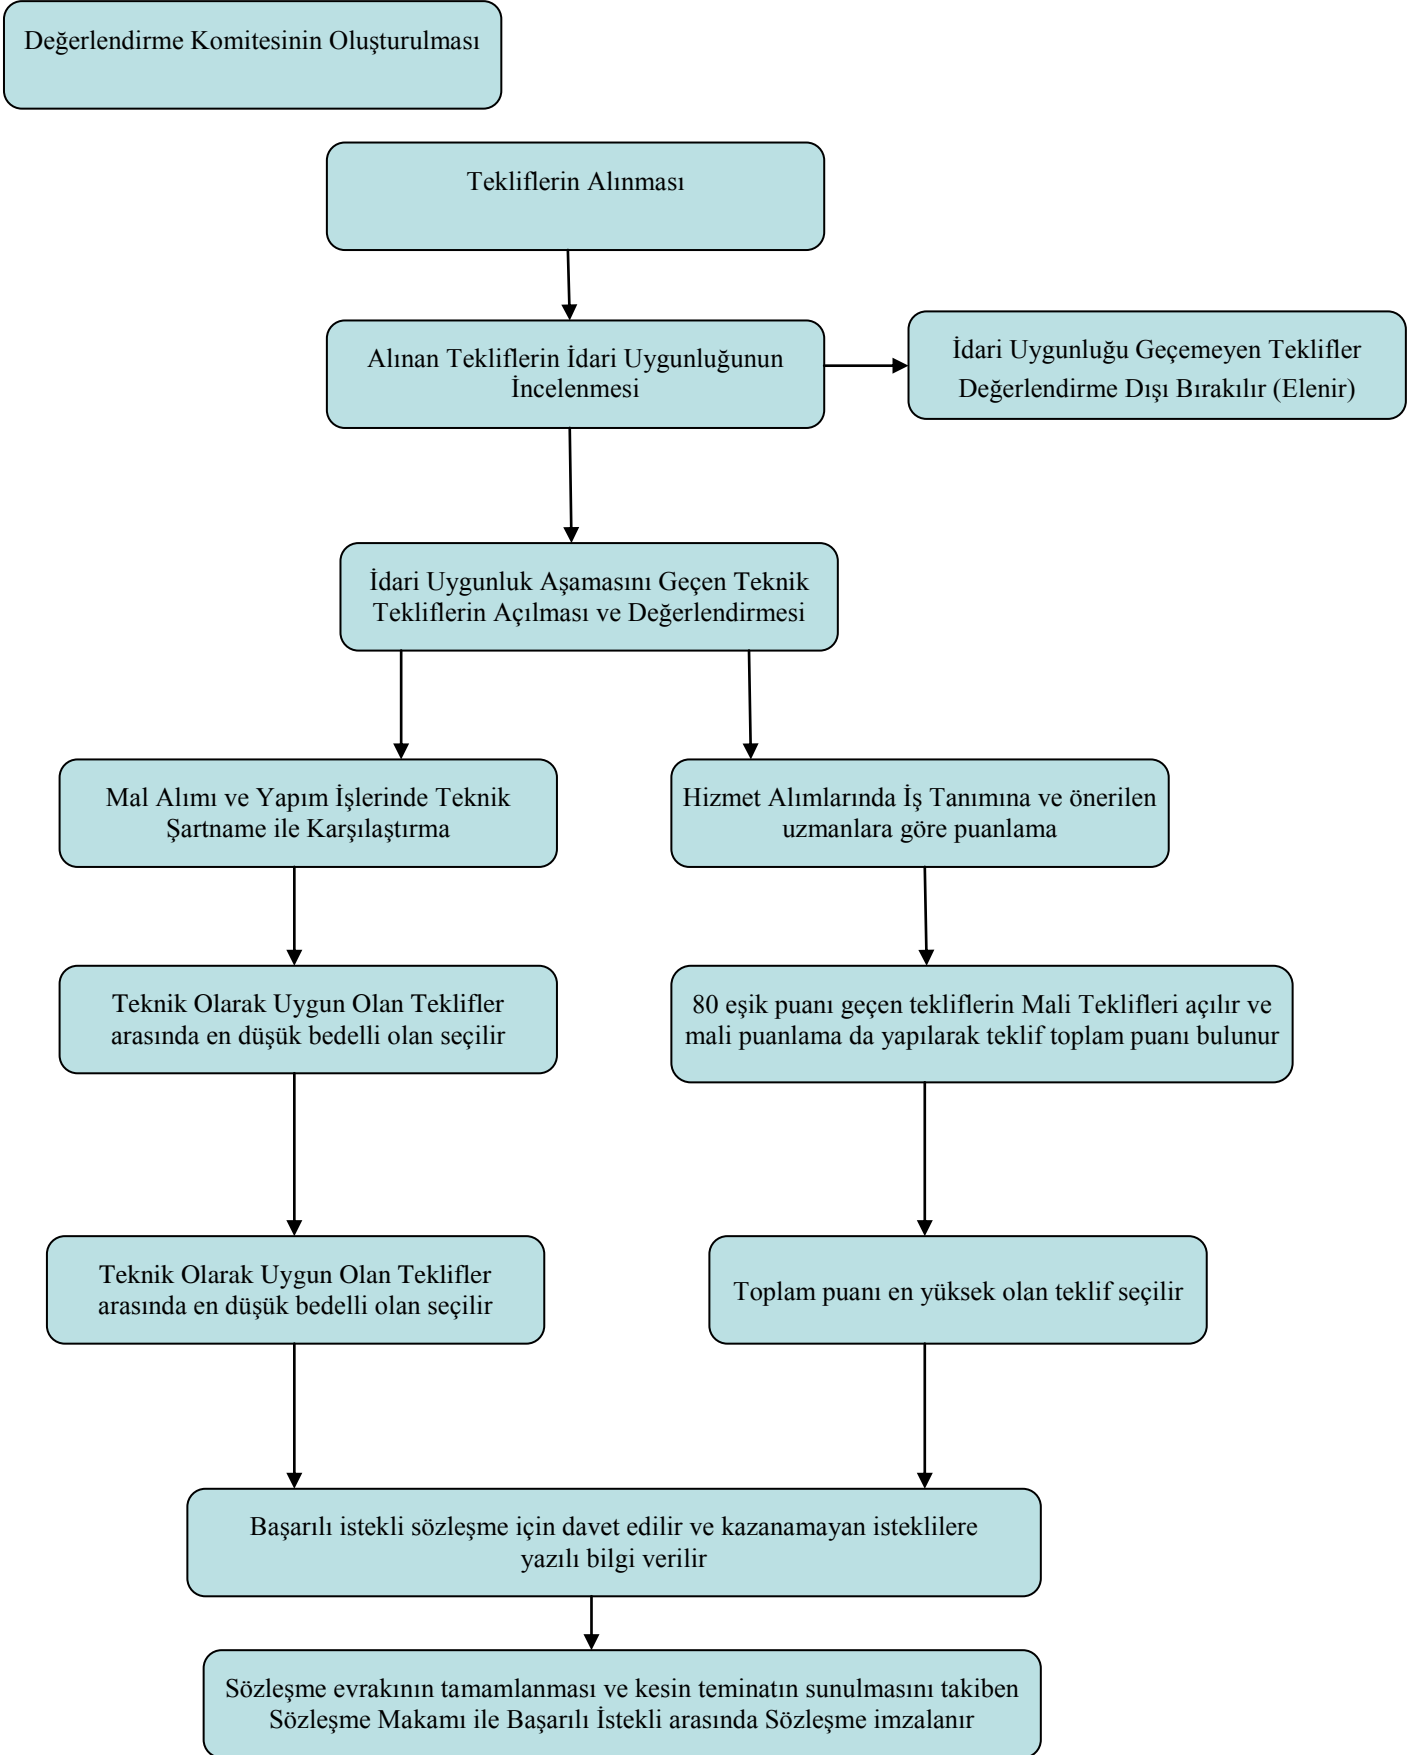 Değerlendirme Komitesinin Oluşturulması
Tekliflerin Alınması
Alınan Tekliflerin İdari Uygunluğunun
İncelenmesi
İdari Uygunluğu Geçemeyen Teklifler
Değerlendirme Dışı Bırakılır (Elenir)
İdari Uygunluk Aşamasını Geçen Teknik
Tekliflerin Açılması ve Değerlendirmesi
Mal Alımı ve Yapım İşlerinde Teknik
Şartname ile Karşılaştırma
Hizmet Alımlarında İş Tanımına ve önerilen
uzmanlara göre puanlama
Teknik Olarak Uygun Olan Teklifler
arasında en düşük bedelli olan seçilir
80 eşik puanı geçen tekliflerin Mali Teklifleri açılır ve
mali puanlama da yapılarak teklif toplam puanı bulunur
Teknik Olarak Uygun Olan Teklifler
arasında en düşük bedelli olan seçilir
Toplam puanı en yüksek olan teklif seçilir
Başarılı istekli sözleşme için davet edilir ve kazanamayan isteklilere
yazılı bilgi verilir
Sözleşme evrakının tamamlanması ve kesin teminatın sunulmasını takiben
Sözleşme Makamı ile Başarılı İstekli arasında Sözleşme imzalanır